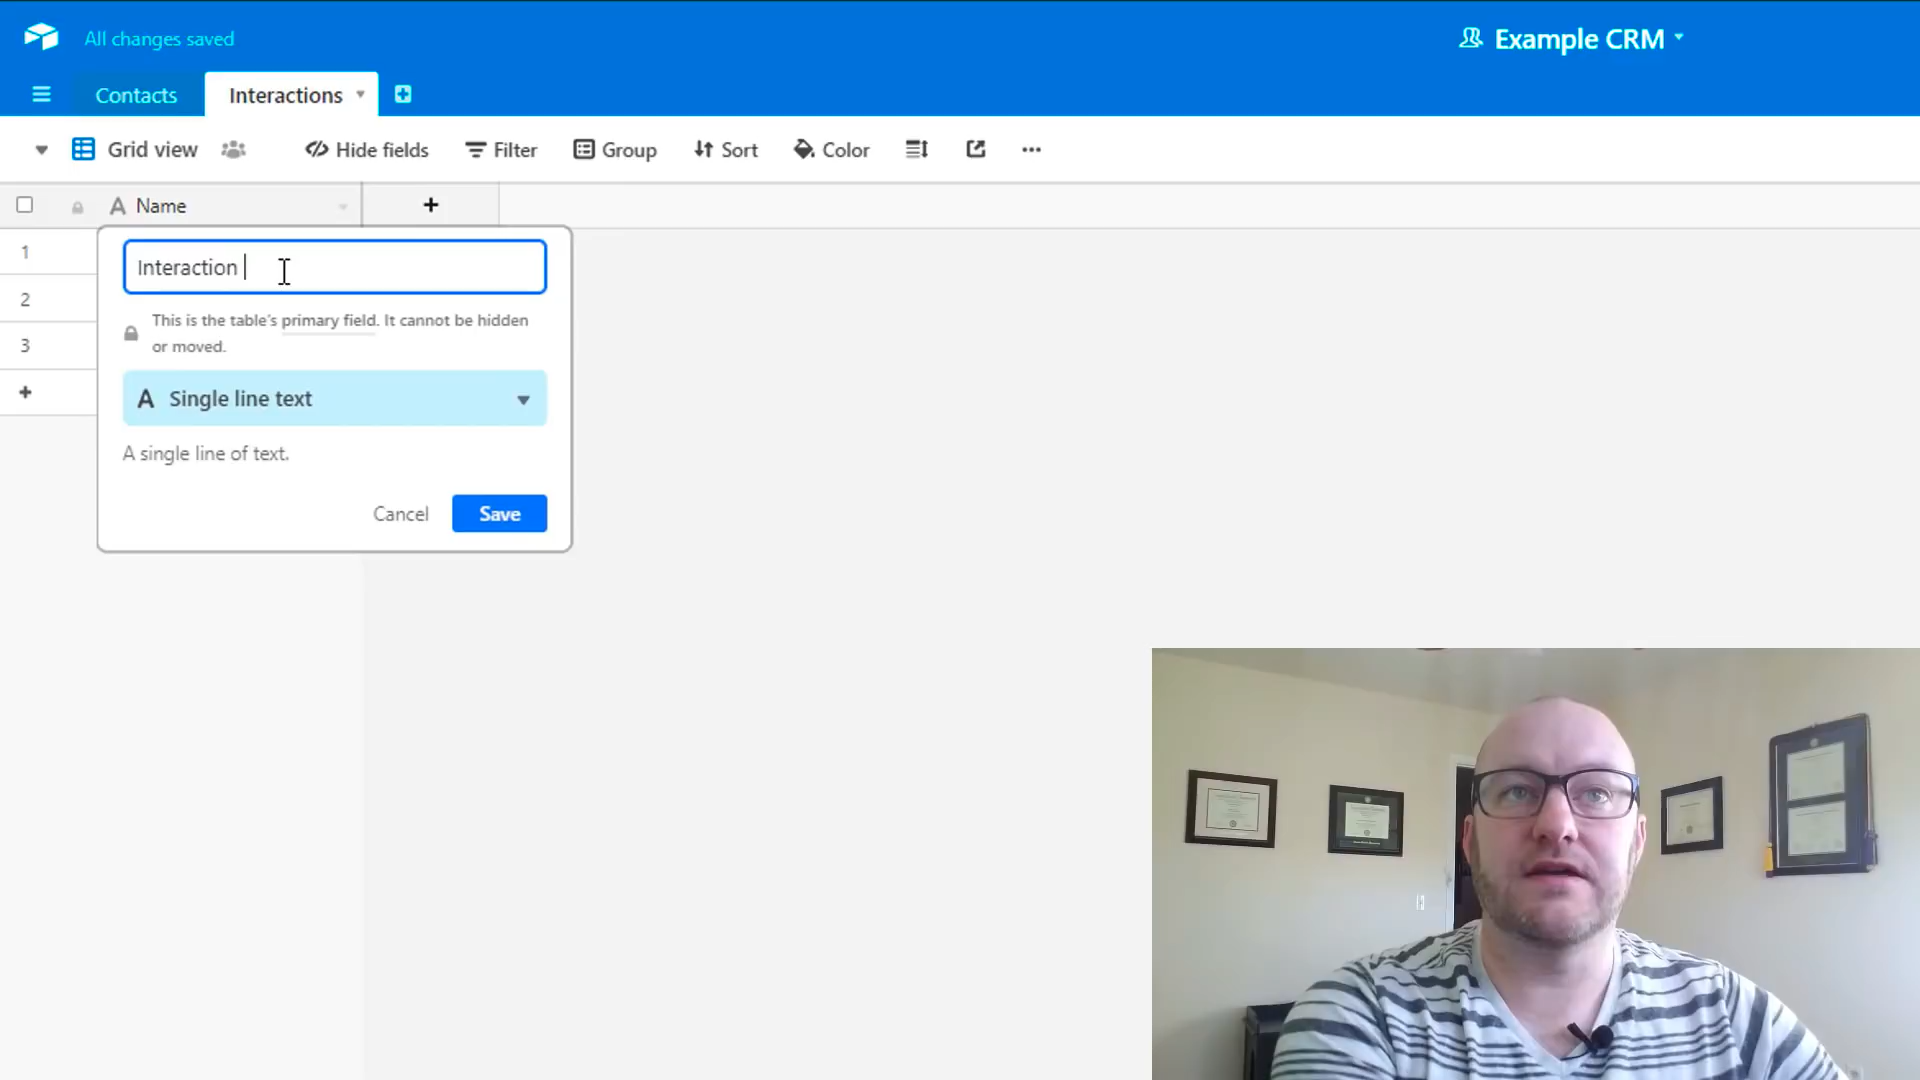 All changes saved
Example CRM
Contacts
Interactions
Grid view
Hide fields
Filter
Group
Sort
Color
A Name
1
Interaction
2
This is the table's primary field. It cannot be hidden
or moved.
3
A Single line text
A single line of text.
Cancel
Save